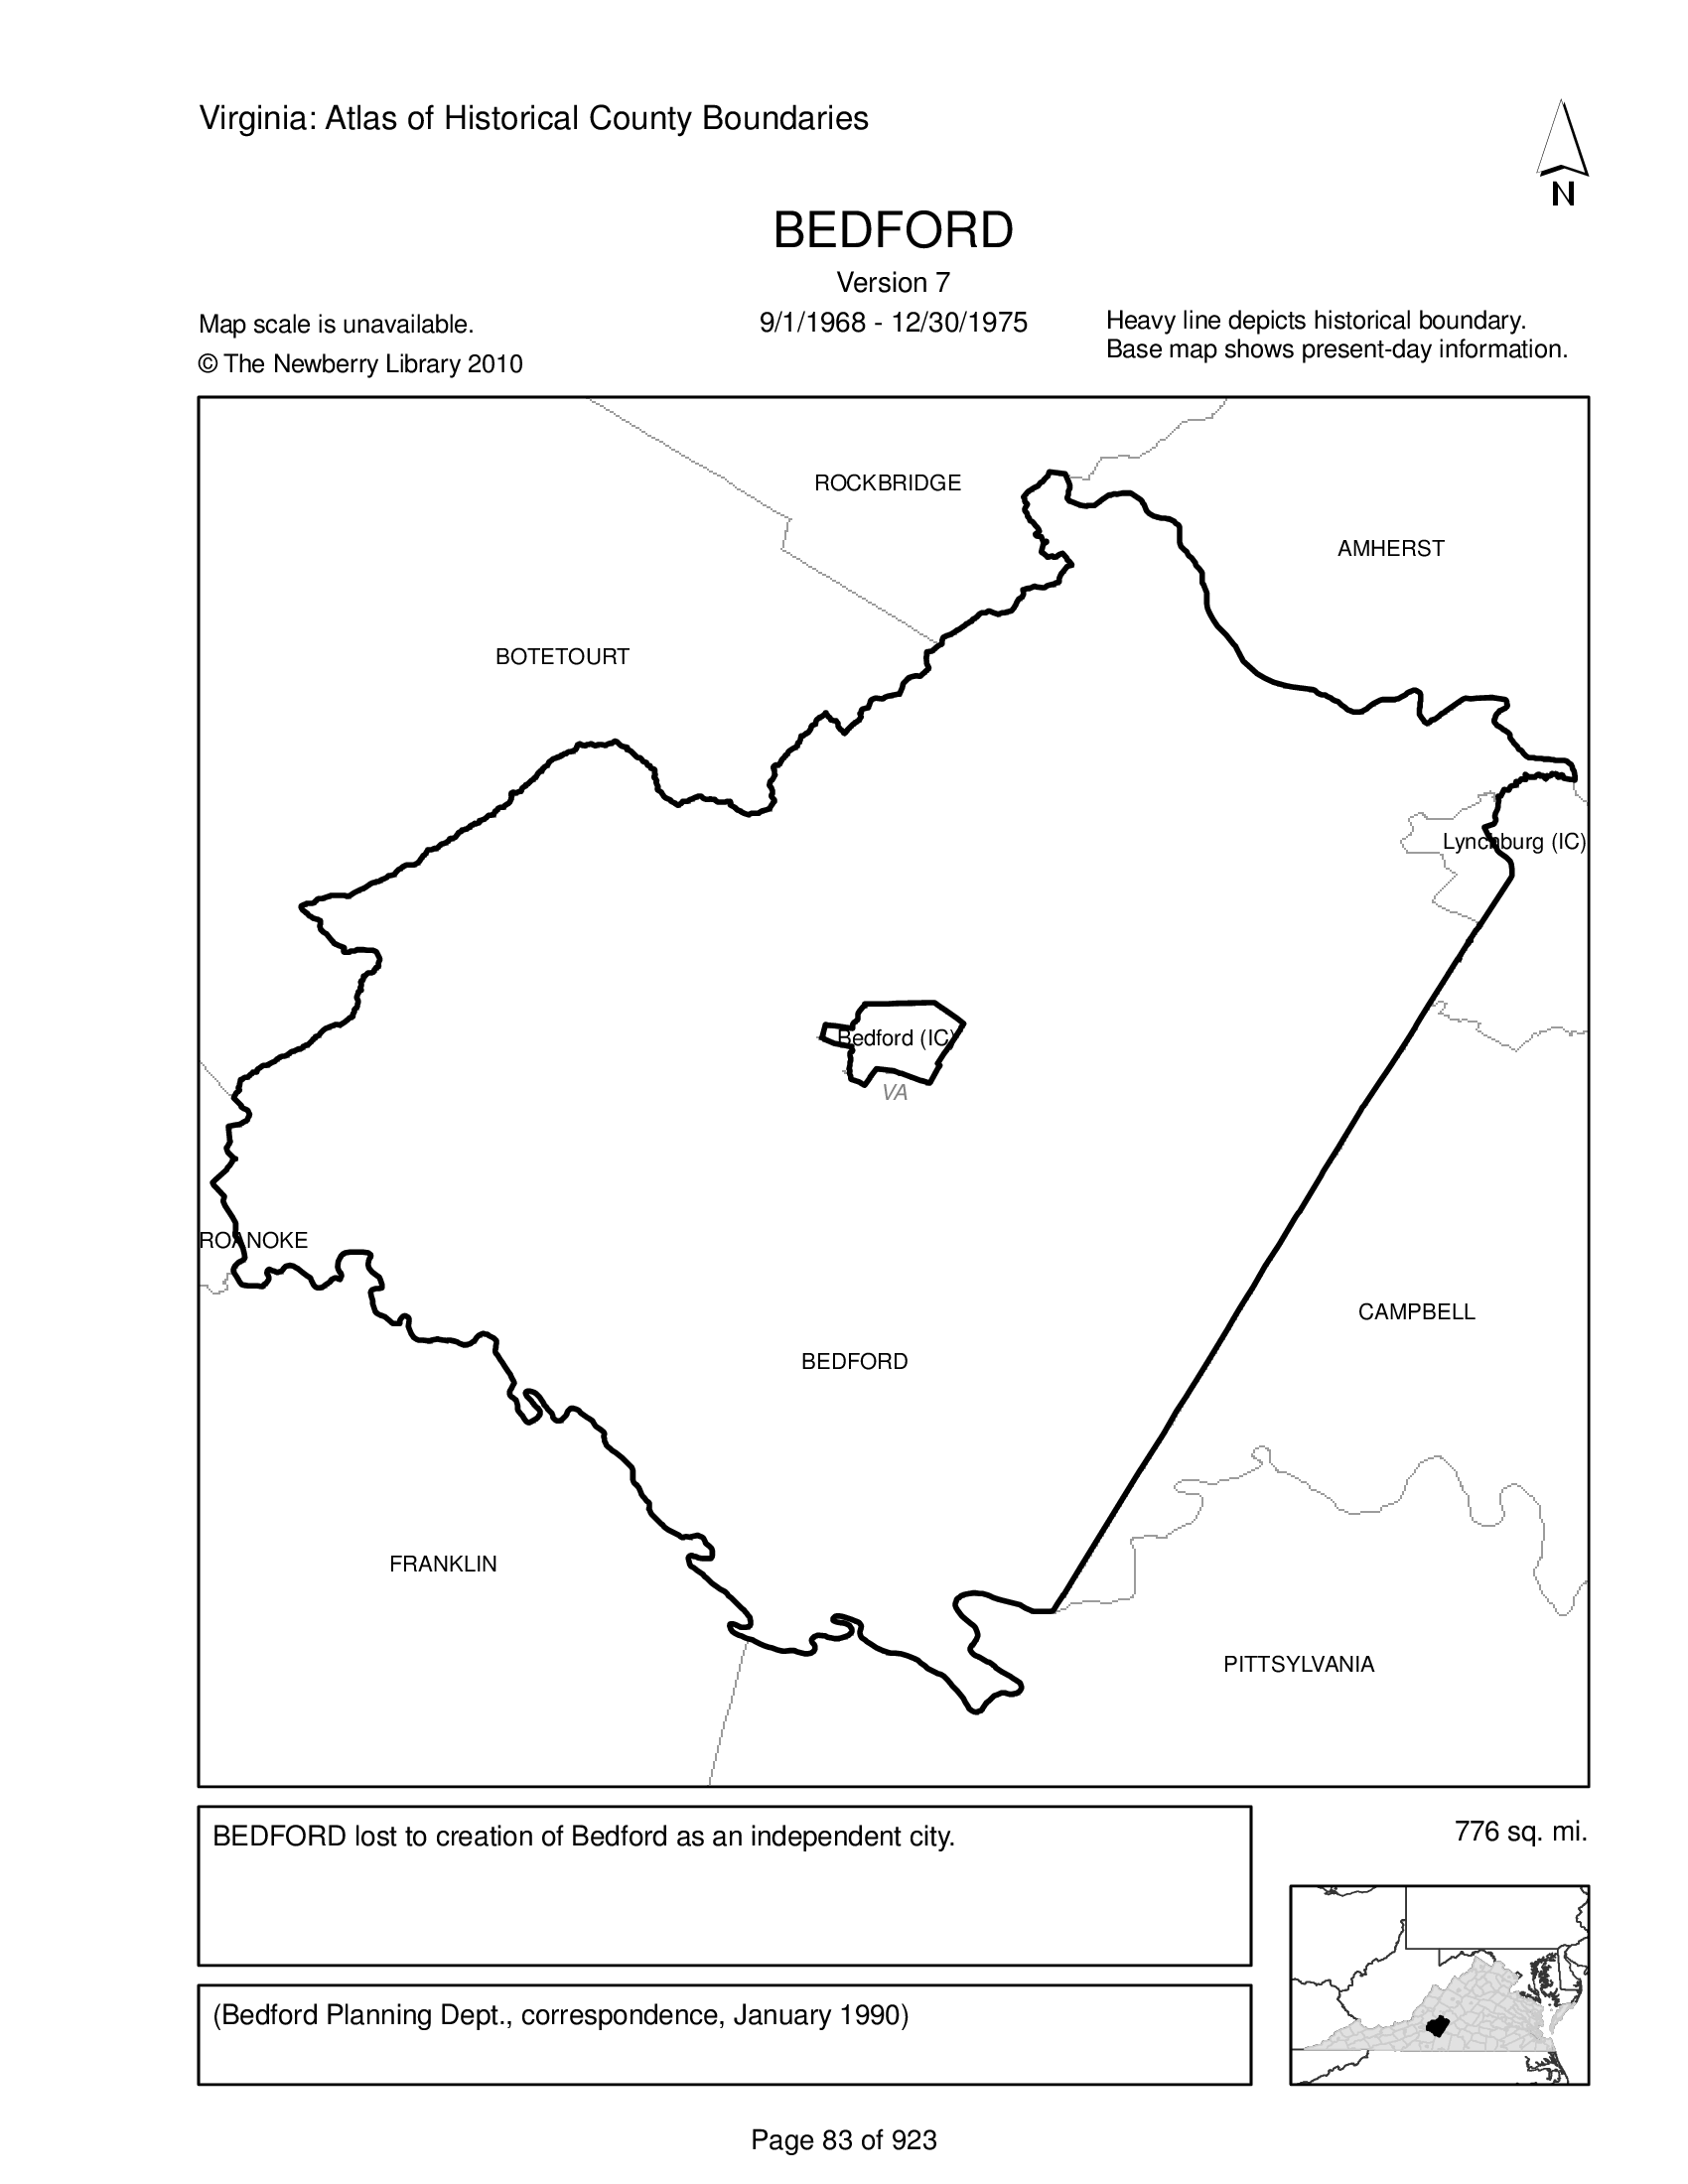 Virginia: Atlas of Historical County Boundaries
N
BEDFORD
Version 7
9/1/1968 - 12/30/1975
Map scale is unavailable.
© The Newberry Library 2010
Heavy line depicts historical boundary.
Base map shows present-day information.
ROCKBRIDGE
AMHERST
BOTETOURT
Lynchburg (IC)
Bedford (IC)
VA
ROANOKE
CAMPBELL
BEDFORD
FRANKLIN
PITTSYLVANIA
BEDFORD lost to creation of Bedford as an independent city.
776 sq. mi.
(Bedford Planning Dept., correspondence, January 1990)
Page 83 of 923